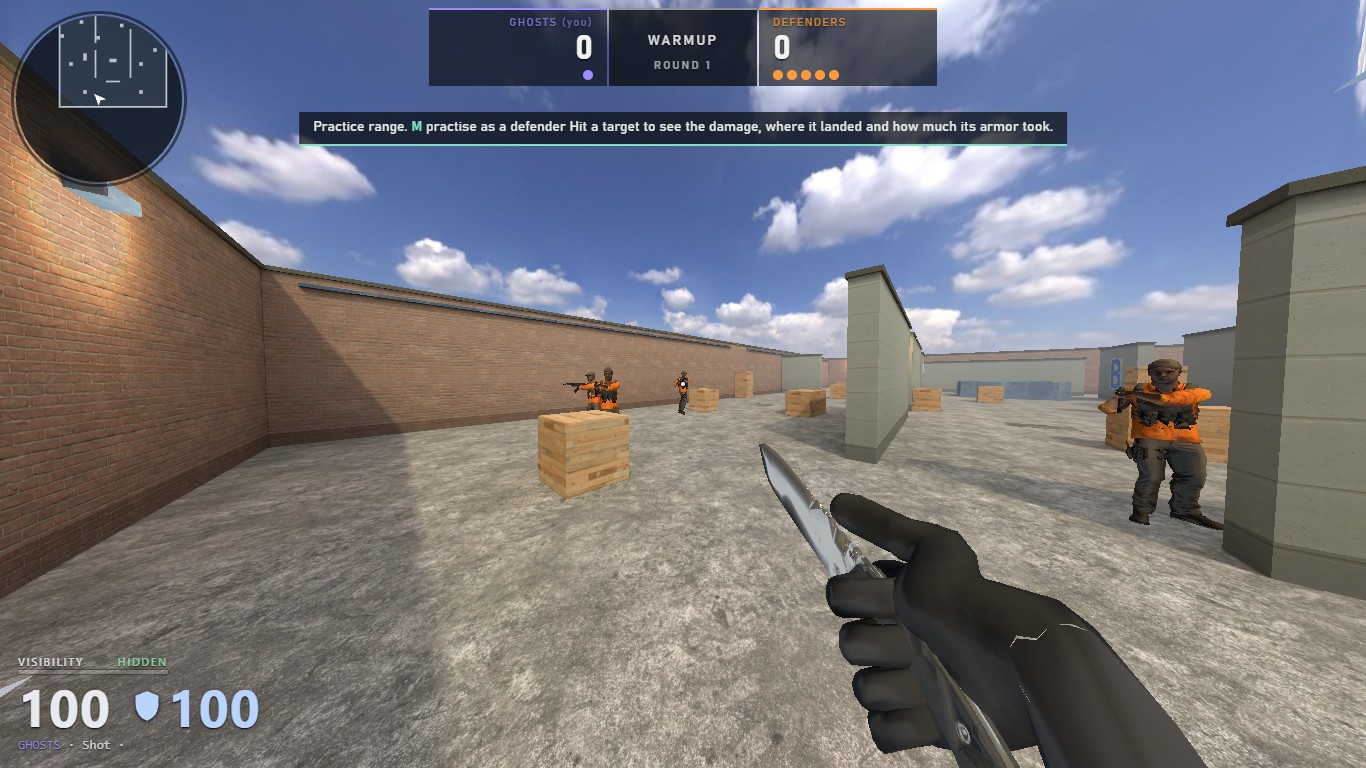 GHOSTS (you)
0
WARMUP
ROUND 1
DEFENDERS
0
Practice range. M practise as a defender Hit a target to see the damage, where it landed and how much its armor took.
B
VISIBILITY HIDDEN
100 100
GHOSTS · Shot ·